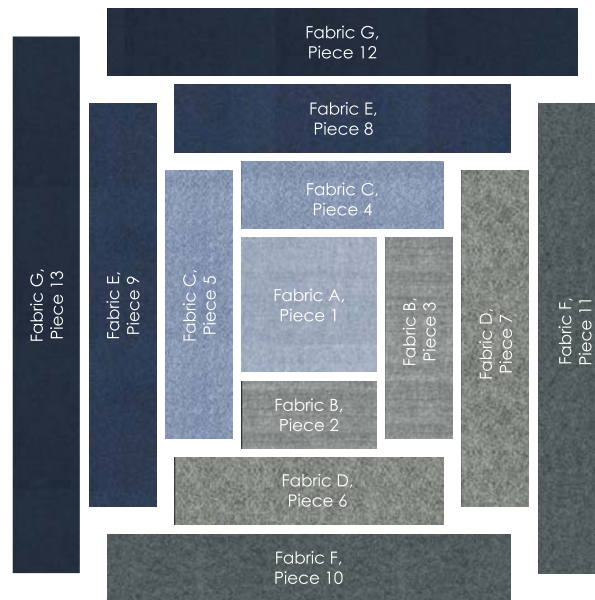 Fabric G,
Piece 12
Fabric E,
Piece 8
Fabric C,
Piece 4
Fabric G,
Piece 13
Fabric E,
Piece 9
Fabric C,
Piece 5
Fabric A,
Piece 1
Fabric B,
Piece 3
Fabric D,
Piece 7
Fabric F,
Piece 11
Fabric B,
Piece 2
Fabric D,
Piece 6
Fabric F,
Piece 10